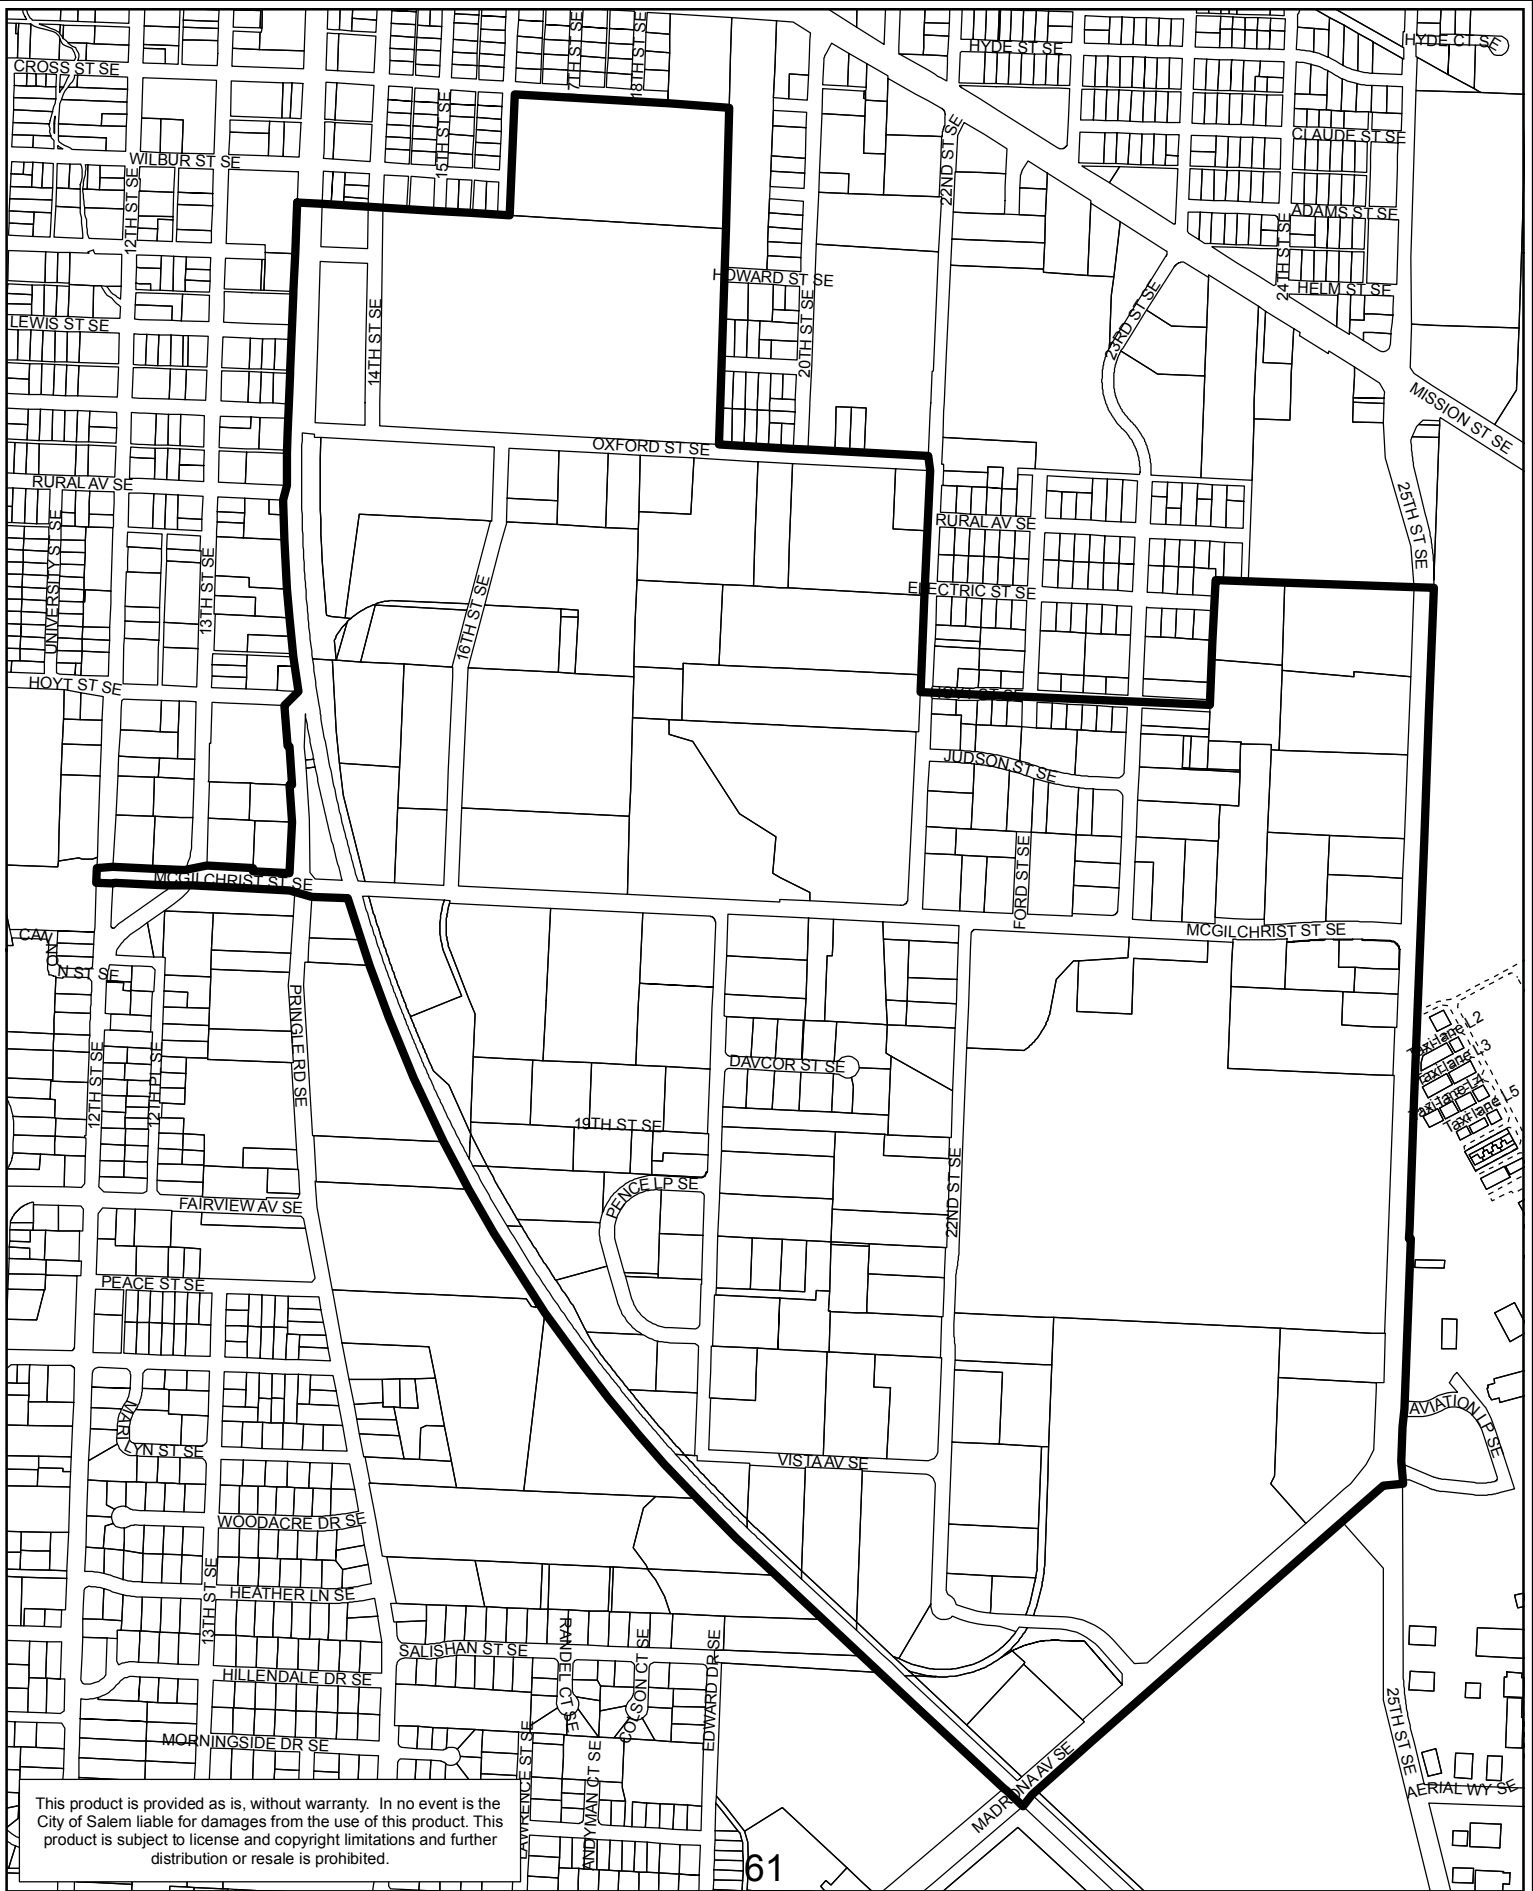 7TH ST SE
18TH ST SE
HYDE ST SE
HYDE CT SE
CROSS ST SE
15TH ST SE
22ND ST SE
CLAUDE ST SE
WILBUR ST SE
12TH ST SE
ADAMS ST SE
24TH ST SE
HOWARD ST SE
HELM ST SE
LEWIS ST SE
14TH ST SE
20TH ST SE
23RD ST SE
MISSION ST SE
OXFORD ST SE
RURAL AV SE
25TH ST SE
RURAL AV SE
UNIVERSITY ST SE
13TH ST SE
16TH ST SE
ELECTRIC ST SE
HOYT ST SE
HOYT ST SE
JUDSON ST SE
FORD ST SE
MCGILCHRIST ST SE
MCGILCHRIST ST SE
CAW
ON
N ST SE
PRINGLE RD SE
12TH ST SE
12TH PL SE
Taxi-lane L2
Taxi-lane L3
Taxi-lane L4
Taxi-lane L5
DAVCOR ST SE
19TH ST SE
PENCE LP SE
22ND ST SE
FAIRVIEW AV SE
PEACE ST SE
MARI
LYN ST SE
AVIATION LP SE
VISTA AV SE
WOODACRE DR SE
HEATHER LN SE
13TH ST SE
SALISHAN ST SE
RANDEL CT SE
COLSON CT SE
EDWARD DR SE
HILLENDALE DR SE
MORNINGSIDE DR SE
LAWRENCE ST SE
ANDYMAN CT SE
MADRONA AV SE
25TH ST SE
AERIAL WY SE
This product is provided as is, without warranty. In no event is the
City of Salem liable for damages from the use of this product. This
product is subject to license and copyright limitations and further
distribution or resale is prohibited.
61